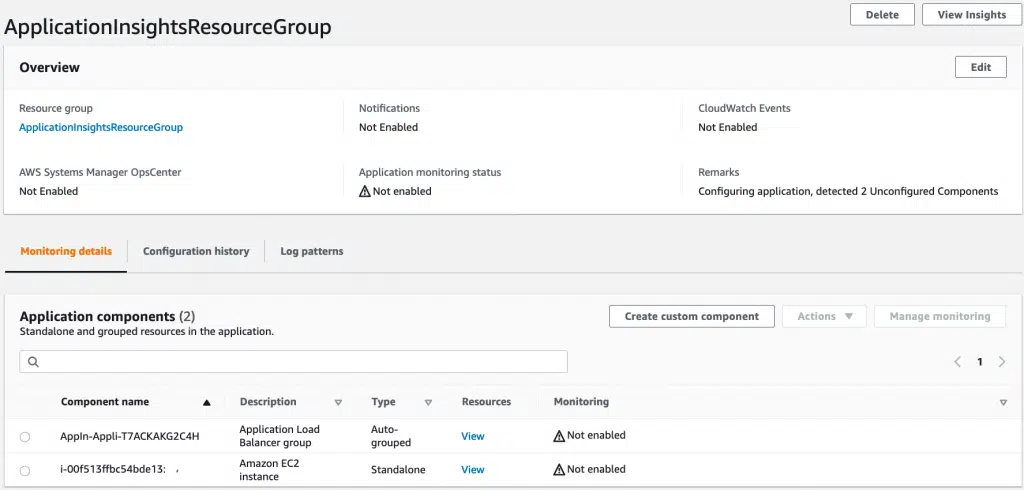 ApplicationInsightsResourceGroup
Delete
View Insights
Overview
Edit
Resource group
Notifications
CloudWatch Events
ApplicationInsightsResourceGroup
Not Enabled
Not Enabled
AWS Systems Manager OpsCenter
Application monitoring status
Remarks
Not Enabled
Not enabled
Configuring application, detected 2 Unconfigured Components
Monitoring details
Configuration history
Log patterns
Application components (2)
Standalone and grouped resources in the application.
Create custom component
Actions
Manage monitoring
1
Component name
Description
Type
Resources
Monitoring
AppIn-Appli-T7ACKAKG2C4H
Application Load
Balancer group
Auto-
grouped
View
Not enabled
i-00f513ffbc54bde13:
Amazon EC2
instance
Standalone
View
Not enabled